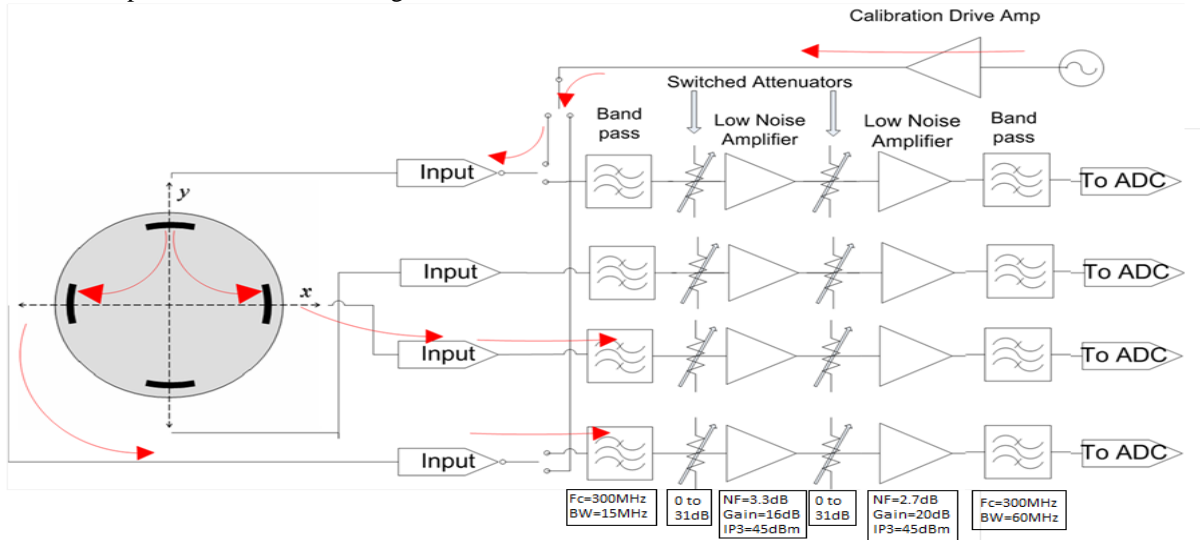 Calibration Drive Amp
Switched Attenuators
Band
pass
Low Noise
Amplifier
Low Noise
Amplifier
Band
pass
Input
To ADC
y
Input
To ADC
x
Input
To ADC
Input
To ADC
Fc=300MHz
BW=15MHz
0 to
31dB
NF=3.3dB
Gain=16dB
IP3=45dBm
0 to
31dB
NF=2.7dB
Gain=20dB
IP3=45dBm
Fc=300MHz
BW=60MHz